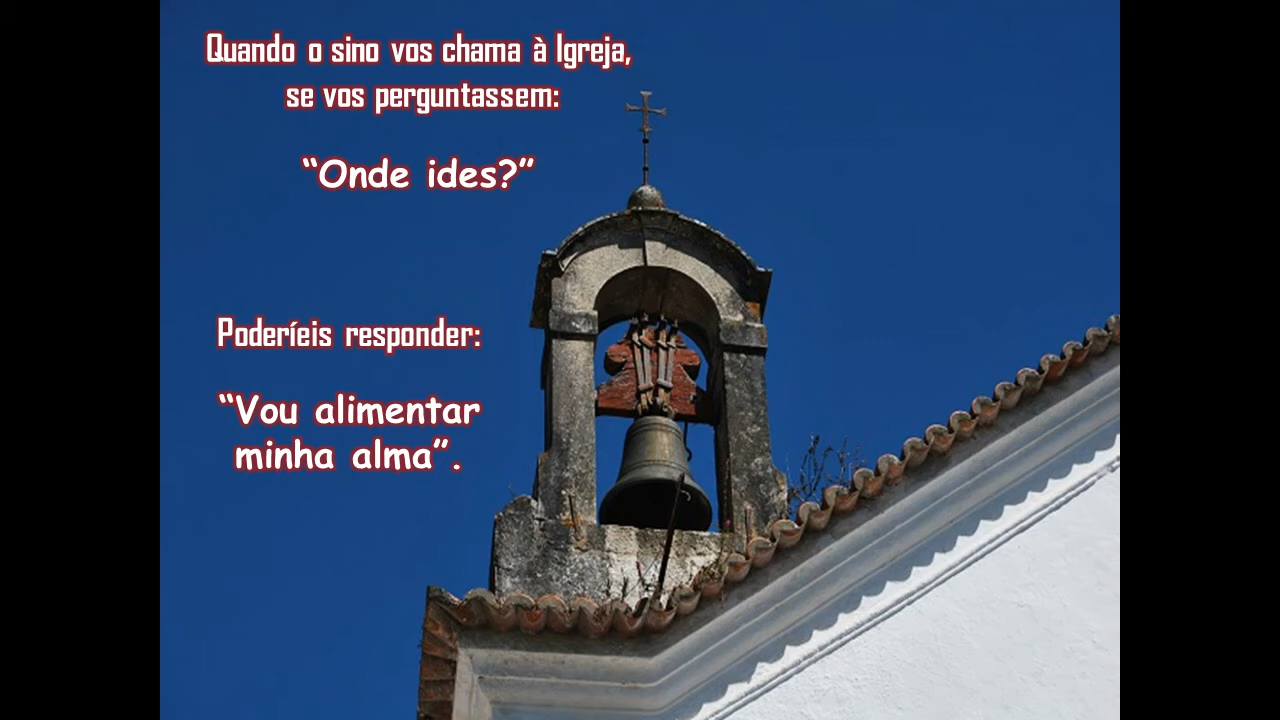 Quando o sino vos chama à Igreja,
se vos perguntassem:
“Onde ides?”
Poderíeis responder:
“Vou alimentar
minha alma”.